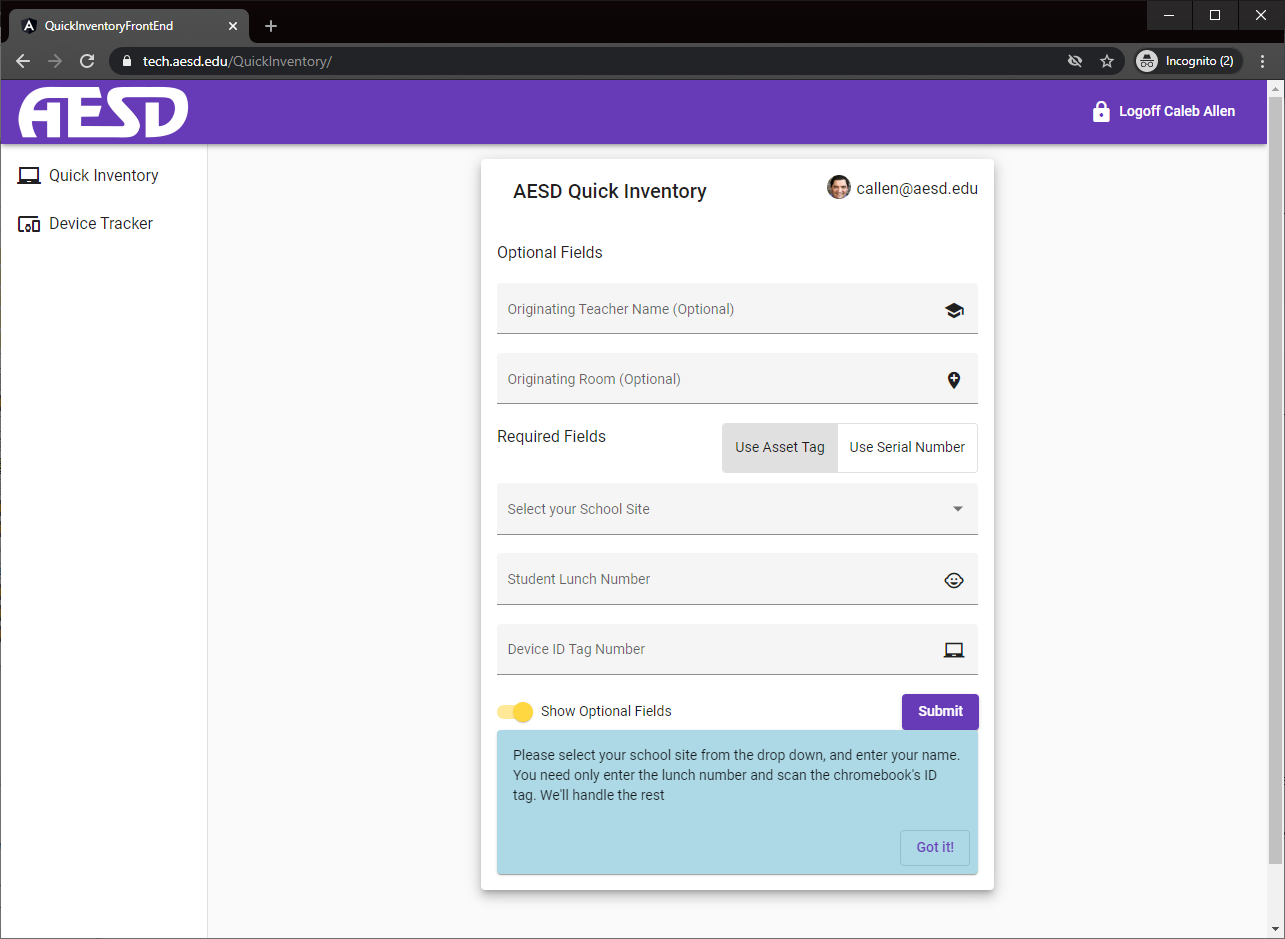 QuickInventoryFrontEnd
tech.aesd.edu/QuickInventory/
Incognito (2)
AESD
Logoff Caleb Allen
Quick Inventory
Device Tracker
AESD Quick Inventory
callen@aesd.edu
Optional Fields
Originating Teacher Name (Optional)
Originating Room (Optional)
Required Fields
Use Asset Tag
Use Serial Number
Select your School Site
Student Lunch Number
Device ID Tag Number
Show Optional Fields
Submit
Please select your school site from the drop down, and enter your name.
You need only enter the lunch number and scan the chromebook's ID
tag. We'll handle the rest
Got it!